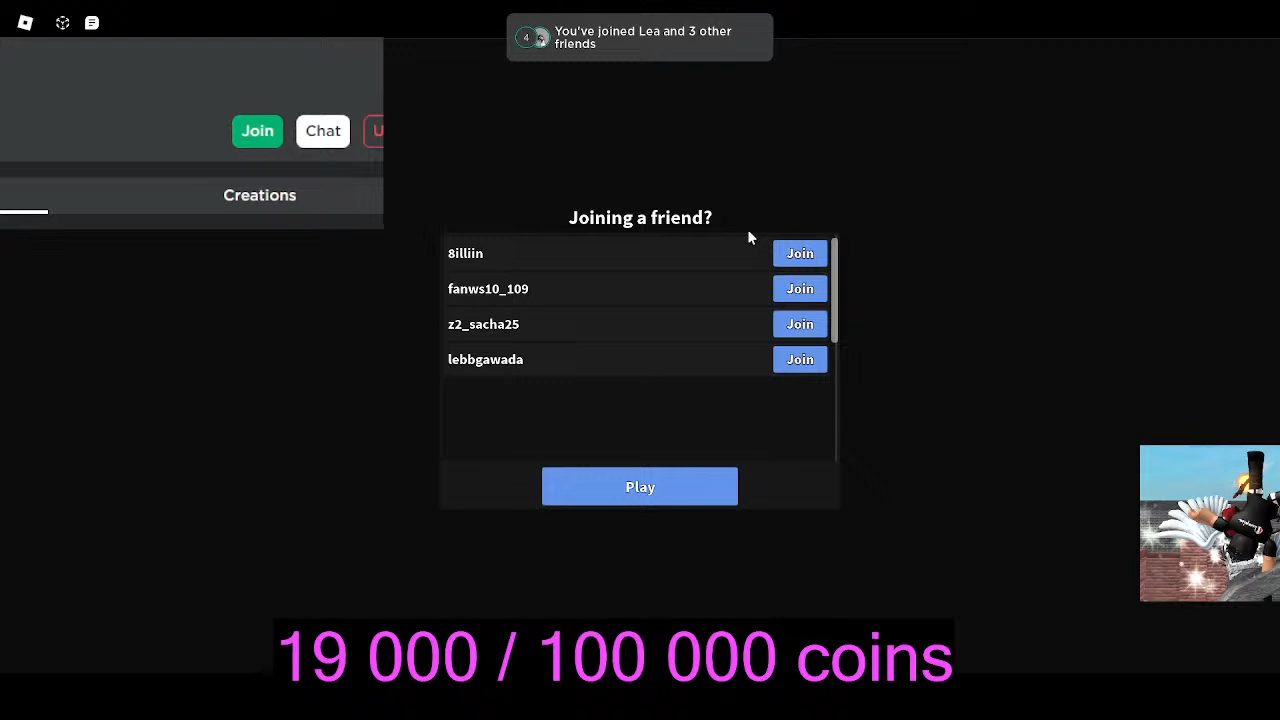 4
You've joined Lea and 3 other
friends
Join
Chat
U
Creations
Joining a friend?
8illiin
Join
fanws10_109
Join
z2_sacha25
Join
lebbgawada
Join
Play
19 000 / 100 000 coins